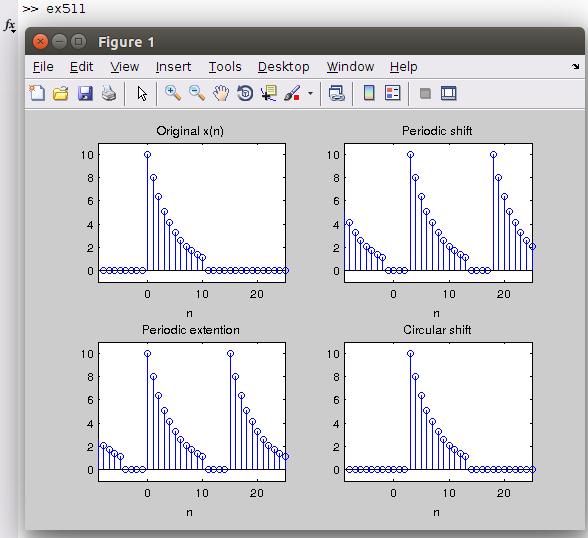 >> ex511
fx
Figure 1
File Edit View Insert Tools Desktop Window Help
Original x(n)
10
8
6
4
2
0
0 10 20
n
Periodic shift
10
8
6
4
2
0
0 10 20
n
Periodic extention
10
8
6
4
2
0
0 10 20
n
Circular shift
10
8
6
4
2
0
0 10 20
n